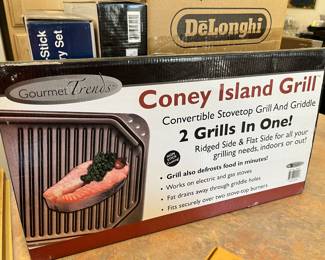 -Stick
ry Set
DeLonghi
Gourmet Trends
Coney Island Grill
Convertible Stovetop Grill And Griddle
2 Grills In One!
Ridged Side & Flat Side for all your
grilling needs, indoors or out!
• Grill also defrosts food in minutes!
• Works on electric and gas stoves
• Fat drains away through griddle holes
• Fits securely over two stove-top burners